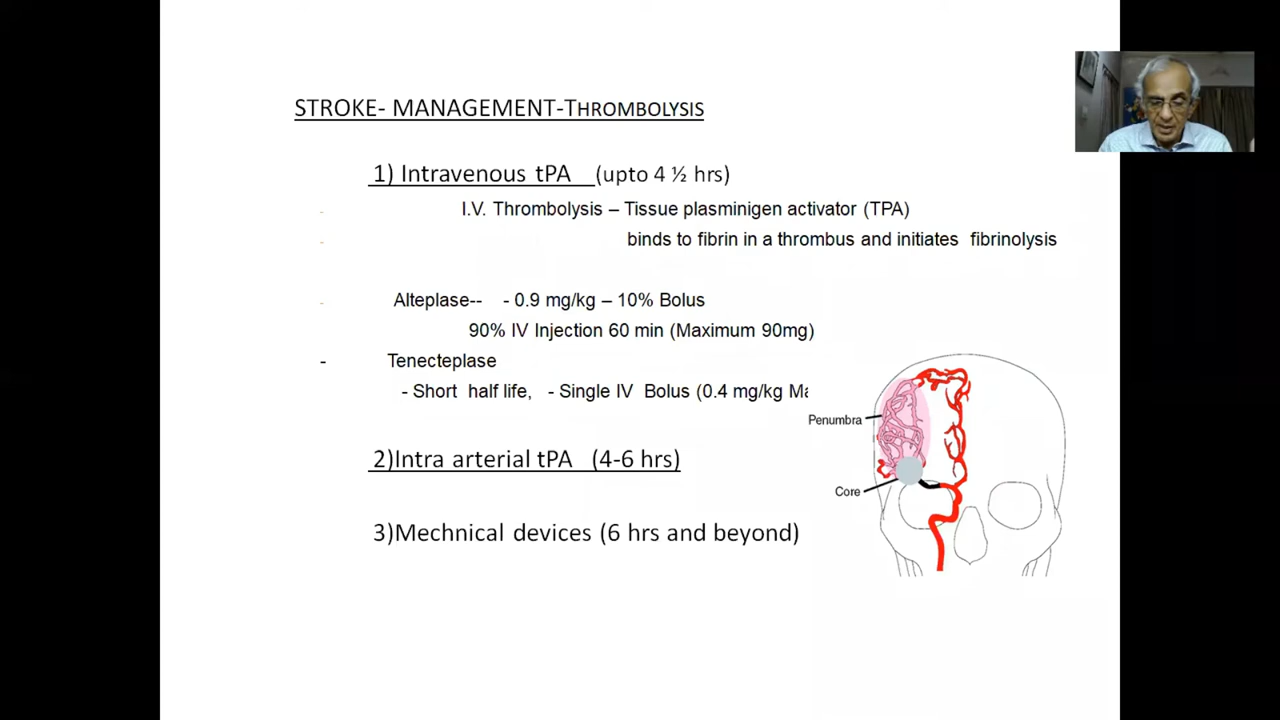 STROKE- MANAGEMENT-THROMBOLYSIS
1) Intravenous tPA (upto 4 ½ hrs)
- I.V. Thrombolysis – Tissue plasminigen activator (TPA)
- binds to fibrin in a thrombus and initiates fibrinolysis
- Alteplase-- - 0.9 mg/kg – 10% Bolus
90% IV Injection 60 min (Maximum 90mg)
- Tenecteplase
- Short half life, - Single IV Bolus (0.4 mg/kg
Penumbra
2)Intra arterial tPA (4-6 hrs)
Core
3)Mechnical devices (6 hrs and beyond)